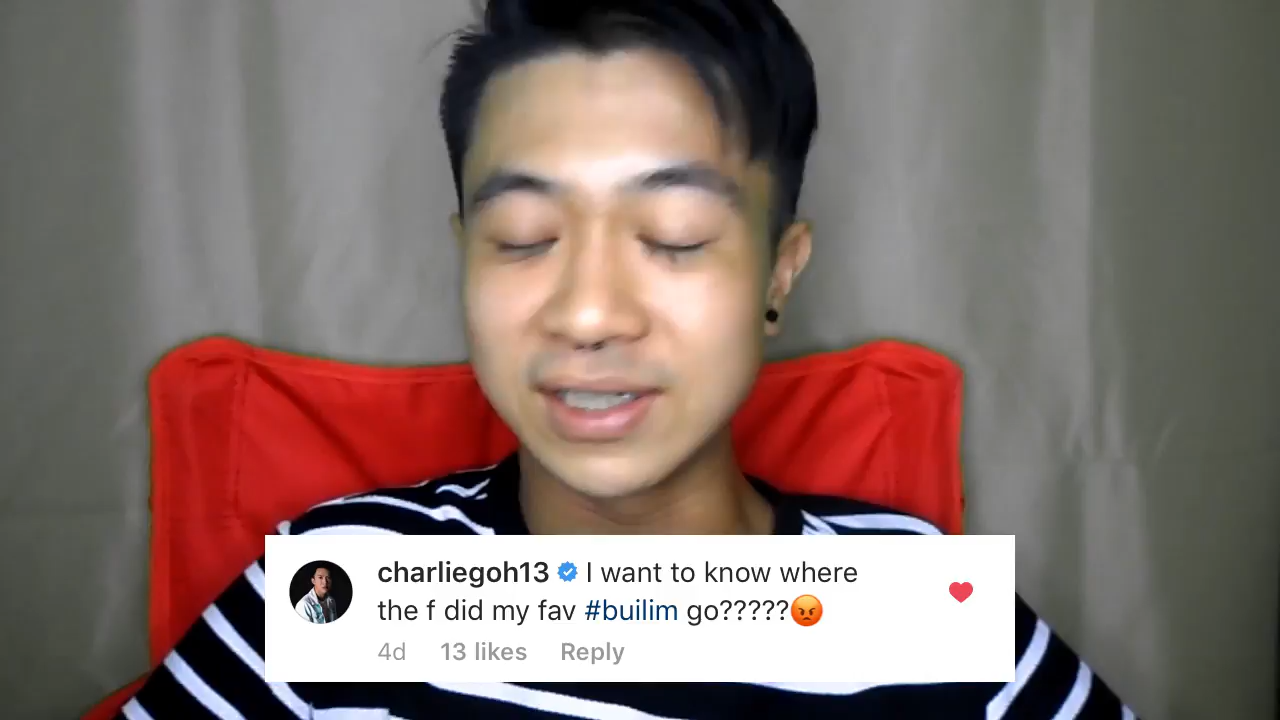 charliegoh13 I want to know where
the f did my fav #builim go?????😡
4d 13 likes Reply